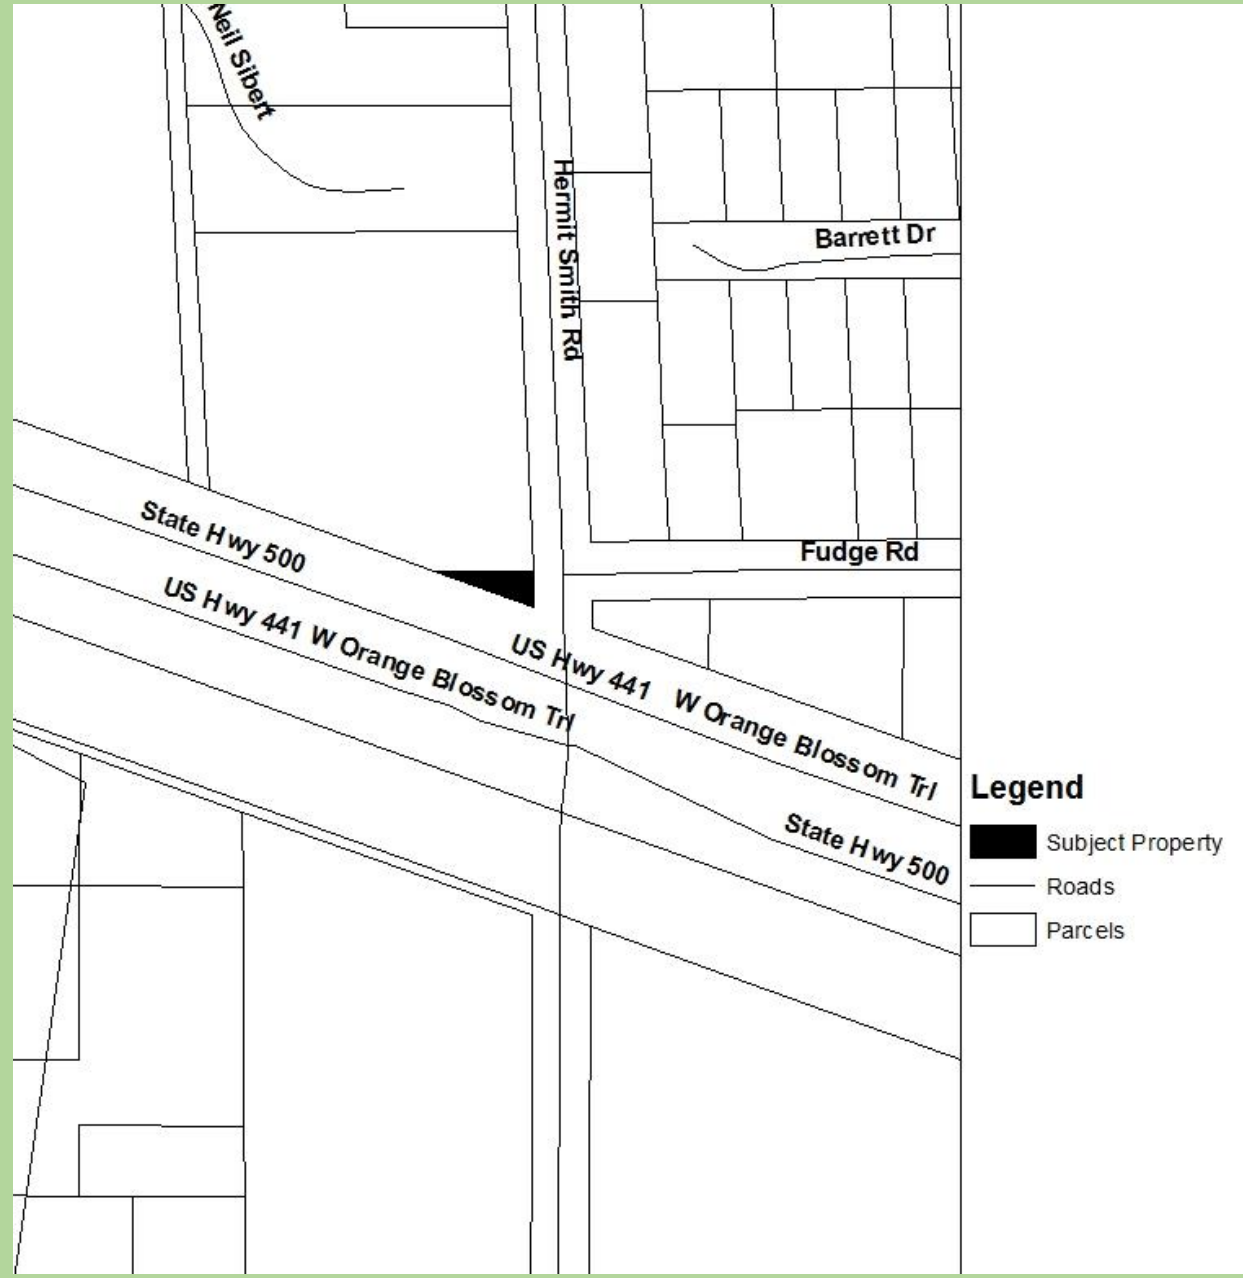 Neil Sibert
Hermit Smith Rd
Barrett Dr
State Hwy 500
Fudge Rd
US Hwy 441 W Orange Blossom Trl
US Hwy 441 W Orange Blossom Trl
State Hwy 500
Legend
Subject Property
Roads
Parcels